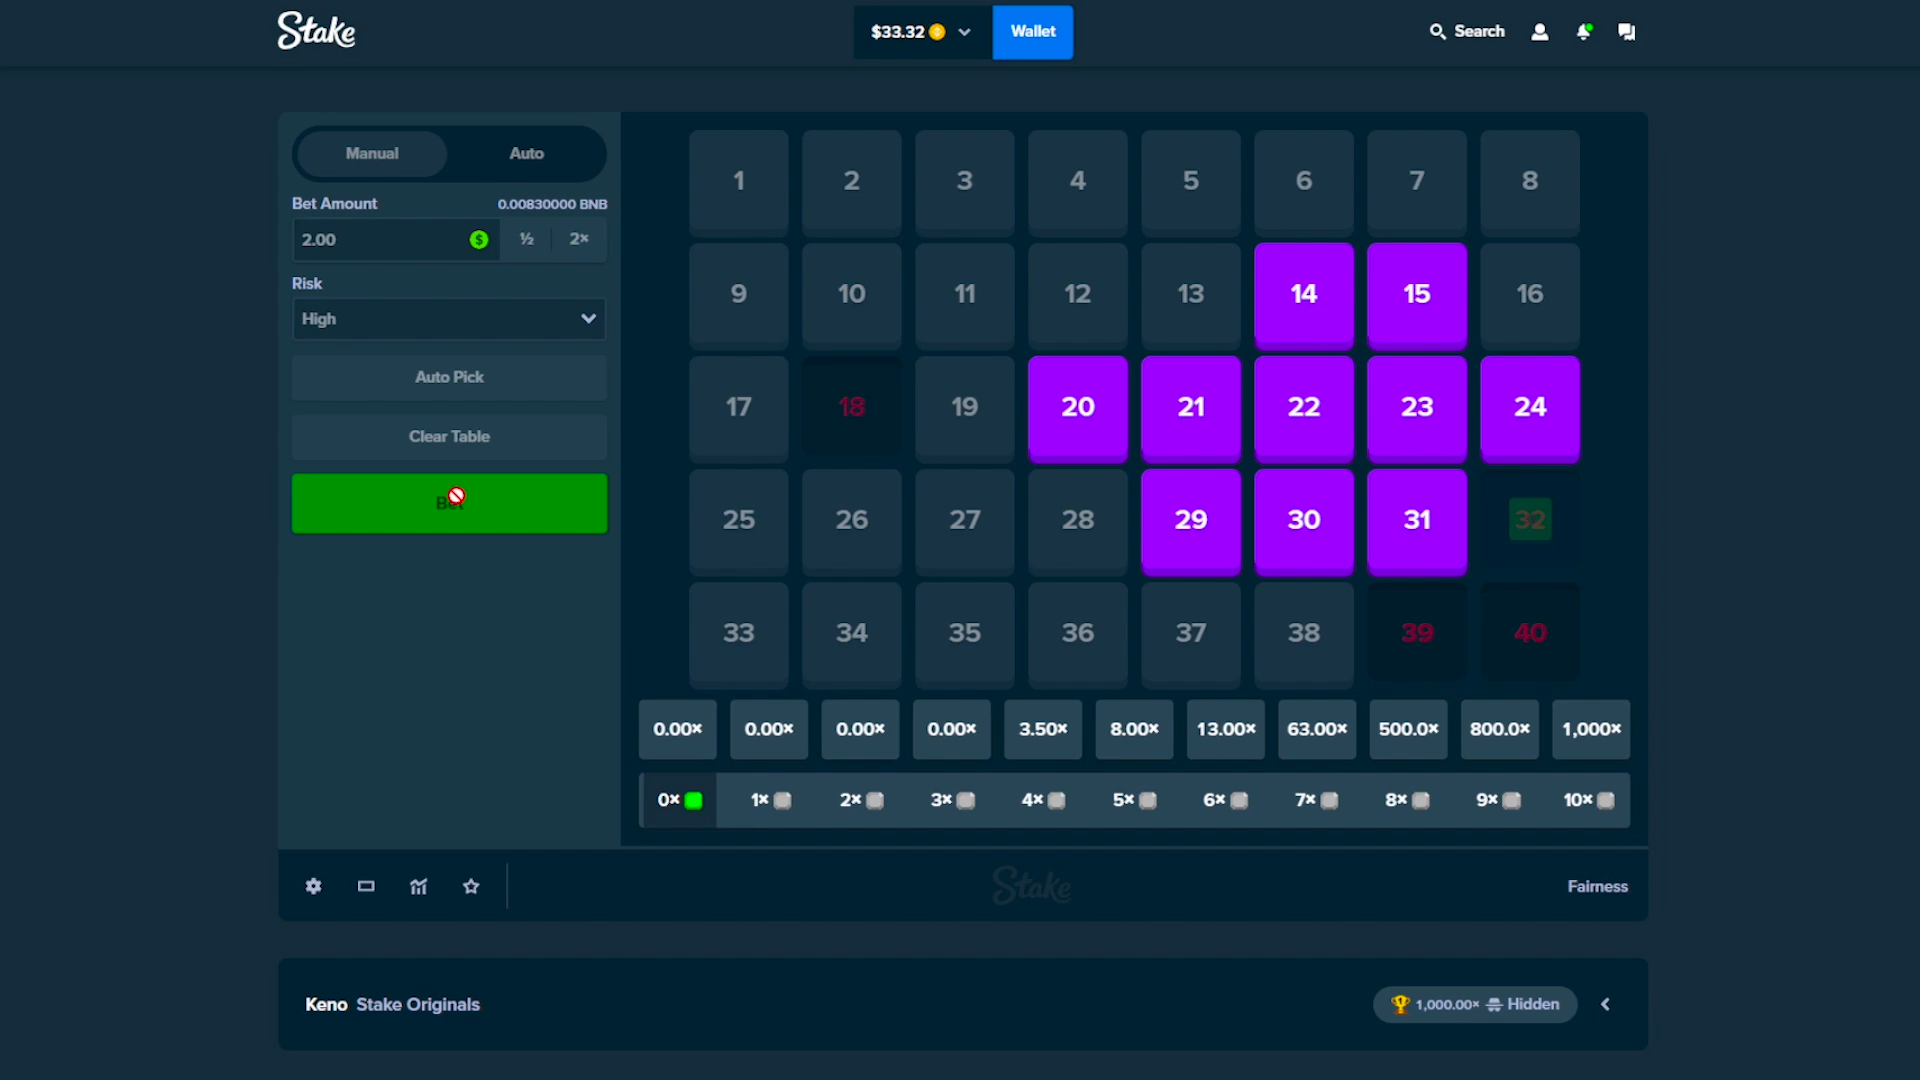 Stake
$33.32
Wallet
Search
Manual
Auto
Bet Amount
0.00830000 BNB
2.00
$
½
2×
Risk
High
Auto Pick
Clear Table
Bet
1 2 3 4 5 6 7 8
9 10 11 12 13 14 15 16
17 18 19 20 21 22 23 24
25 26 27 28 29 30 31 32
33 34 35 36 37 38 39 40
0.00× 0.00× 0.00× 0.00× 3.50× 8.00× 13.00× 63.00× 500.0× 800.0× 1,000×
0× 1× 2× 3× 4× 5× 6× 7× 8× 9× 10×
Stake
Fairness
Keno Stake Originals
1,000.00× Hidden